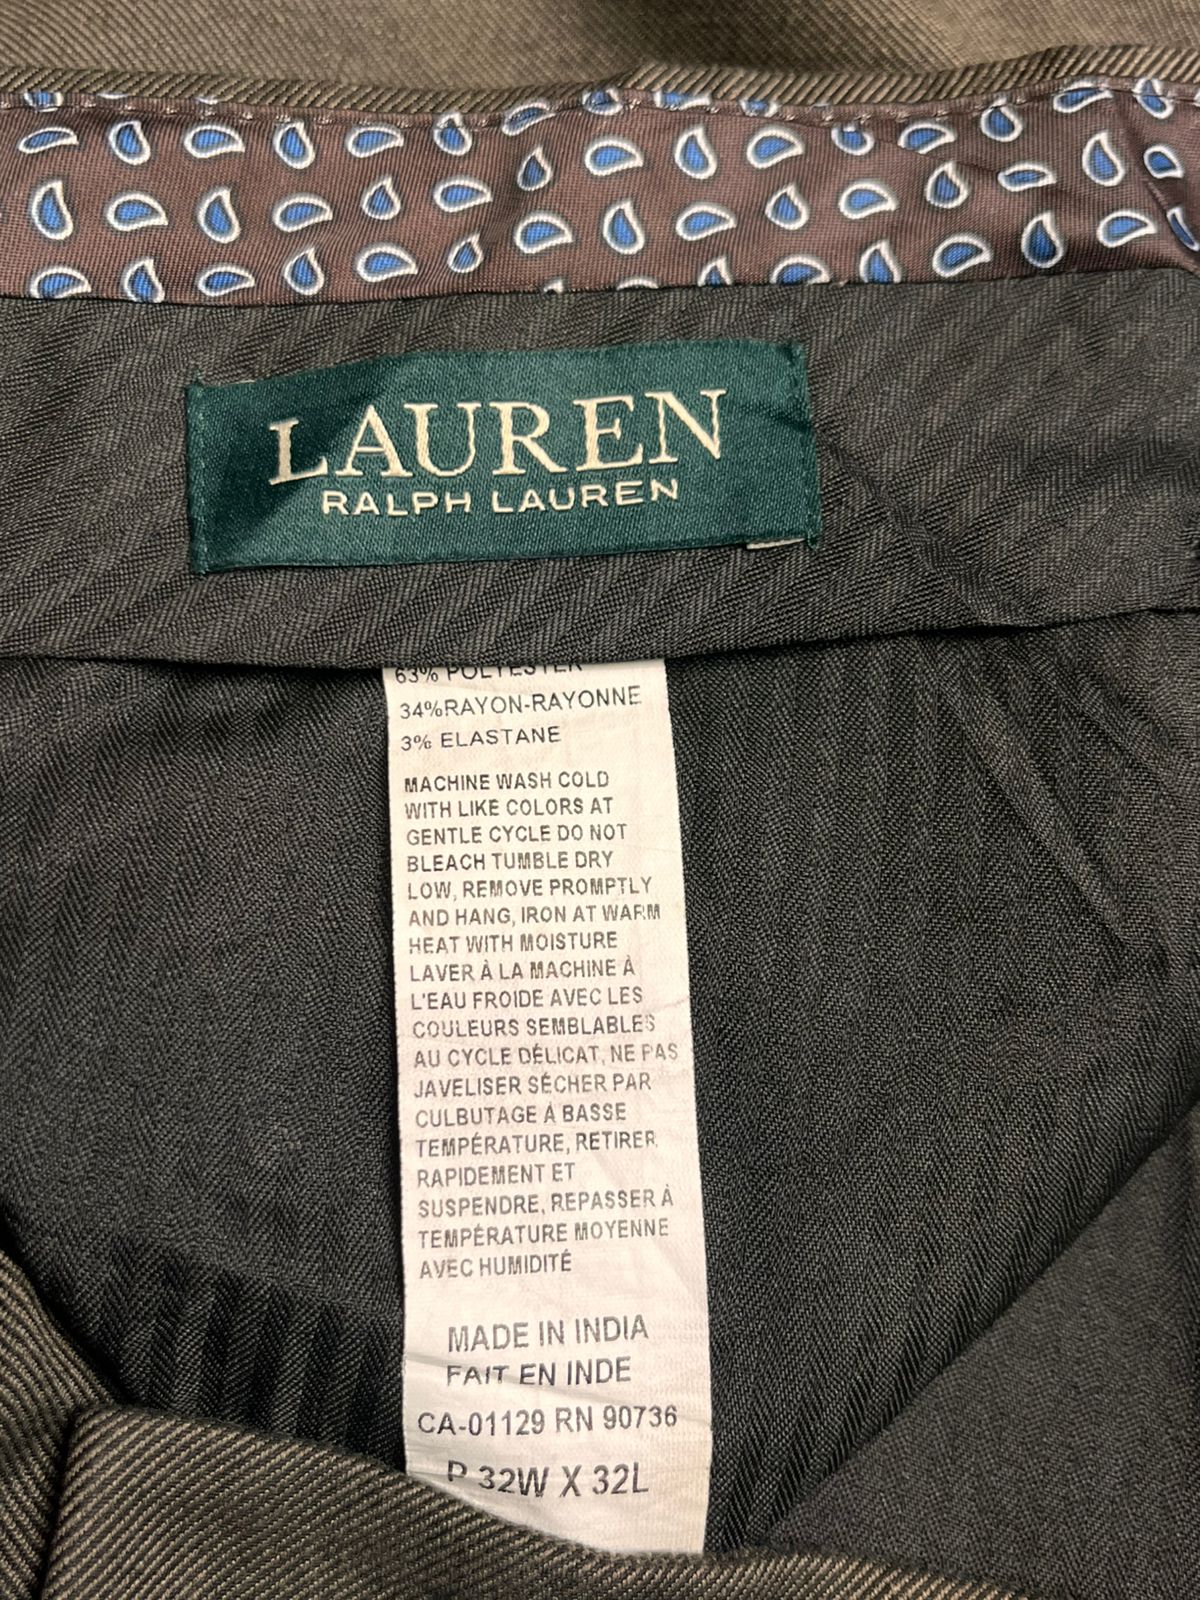 LAUREN
RALPH LAUREN
63% POLYESTER
34%RAYON-RAYONNE
3% ELASTANE
MACHINE WASH COLD
WITH LIKE COLORS AT
GENTLE CYCLE DO NOT
BLEACH TUMBLE DRY
LOW, REMOVE PROMPTLY
AND HANG, IRON AT WARM
HEAT WITH MOISTURE
LAVER À LA MACHINE À
L'EAU FROIDE AVEC LES
COULEURS SEMBLABLES
AU CYCLE DÉLICAT, NE PAS
JAVELISER SÉCHER PAR
CULBUTAGE À BASSE
TEMPÉRATURE, RETIRER
RAPIDEMENT ET
SUSPENDRE, REPASSER À
TEMPÉRATURE MOYENNE
AVEC HUMIDITÉ
MADE IN INDIA
FAIT EN INDE
CA-01129 RN 90736
P 32W X 32L